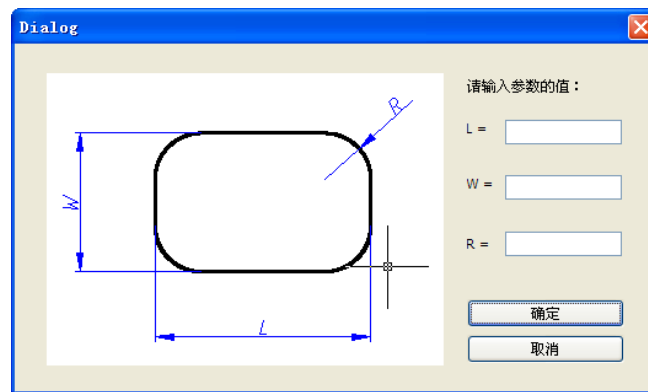 Dialog
请输入参数的值：
R
L =
W
W =
R =
L
确定
取消